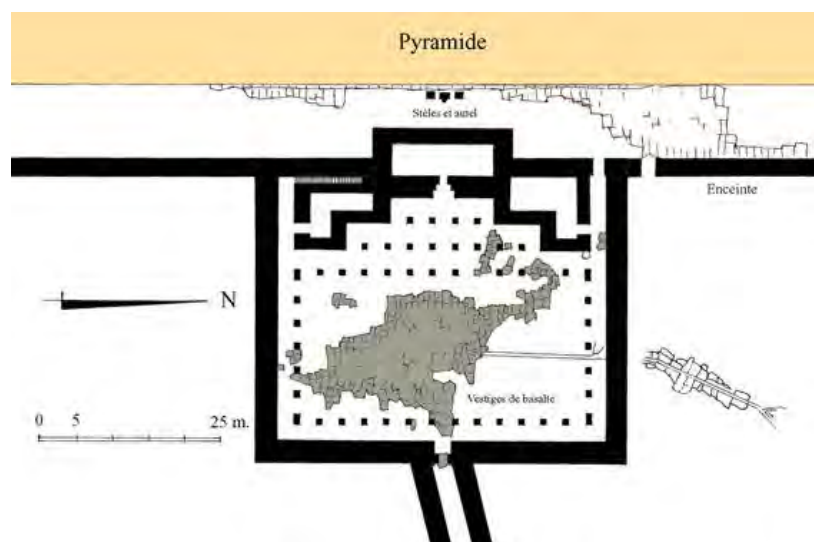 Pyramide
Stèles et autel
Enceinte
N
Vestiges de basalte
0 5 25 m.